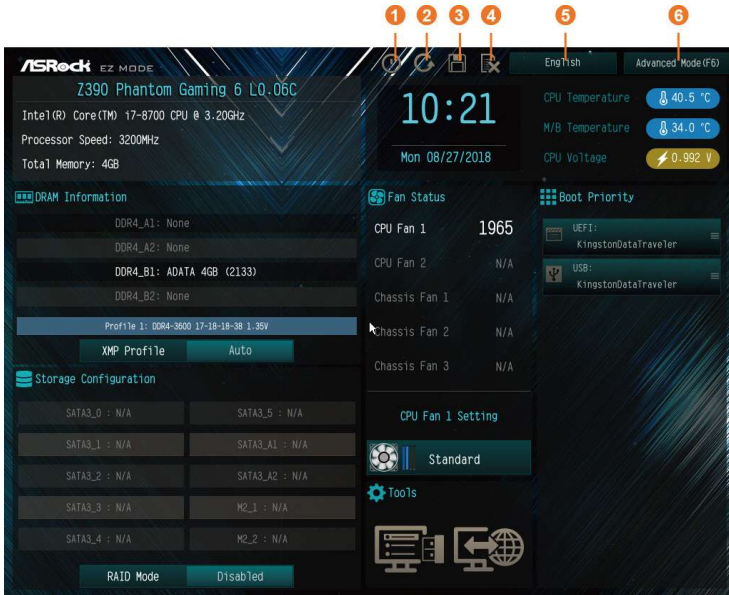 1 2 3 4 5 6
ASRock EZ MODE
English
Advanced Mode(F6)
Z390 Phantom Gaming 6 L0.06C
Intel(R) Core(TM) i7-8700 CPU @ 3.20GHz
Processor Speed: 3200MHz
Total Memory: 4GB
10:21
Mon 08/27/2018
CPU Temperature 40.5 °C
M/B Temperature 34.0 °C
CPU Voltage 0.992 V
DRAM Information
DDR4_A1: None
DDR4_A2: None
DDR4_B1: ADATA 4GB (2133)
DDR4_B2: None
Profile 1: DDR4-3600 17-18-18-38 1.35V
XMP Profile Auto
Storage Configuration
SATA3_0 : N/A SATA3_5 : N/A
SATA3_1 : N/A SATA3_A1 : N/A
SATA3_2 : N/A SATA3_A2 : N/A
SATA3_3 : N/A M2_1 : N/A
SATA3_4 : N/A M2_2 : N/A
RAID Mode Disabled
Fan Status
CPU Fan 1 1965
CPU Fan 2 N/A
Chassis Fan 1 N/A
Chassis Fan 2 N/A
Chassis Fan 3 N/A
CPU Fan 1 Setting
Standard
Tools
Boot Priority
UEFI:
KingstonDataTraveler
USB:
KingstonDataTraveler